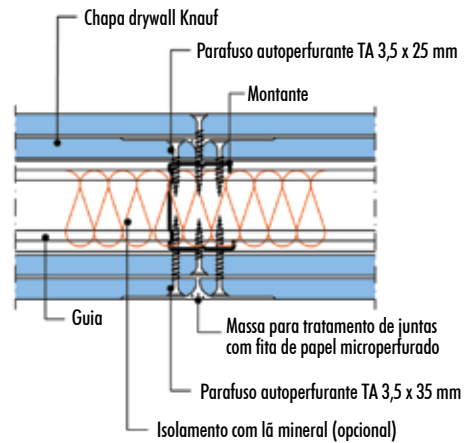 Chapa drywall Knauf
Parafuso autoperfurante TA 3,5 x 25 mm
Montante
Guia
Massa para tratamento de juntas
com fita de papel microperfurado
Parafuso autoperfurante TA 3,5 x 35 mm
Isolamento com lã mineral (opcional)